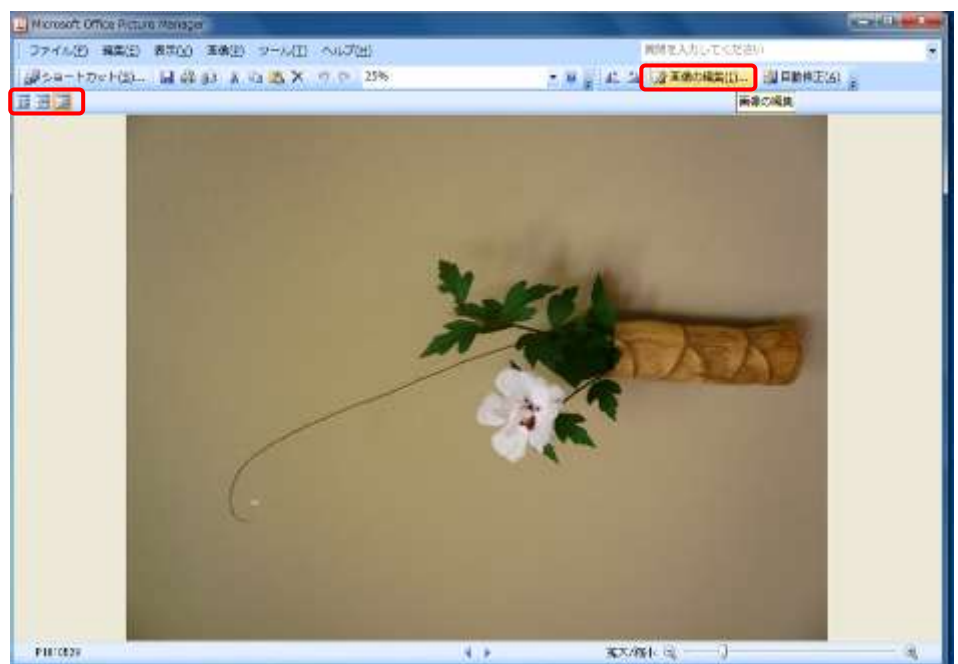 Microsoft Office Picture Manager
ファイル(F) 編集(E) 表示(V) 画像(P) ツール(T) ヘルプ(H) 質問を入力してください
ショートカット(S)... 25% 画像の編集(I)... 自動修正(A)
画像の編集
拡大/縮小: